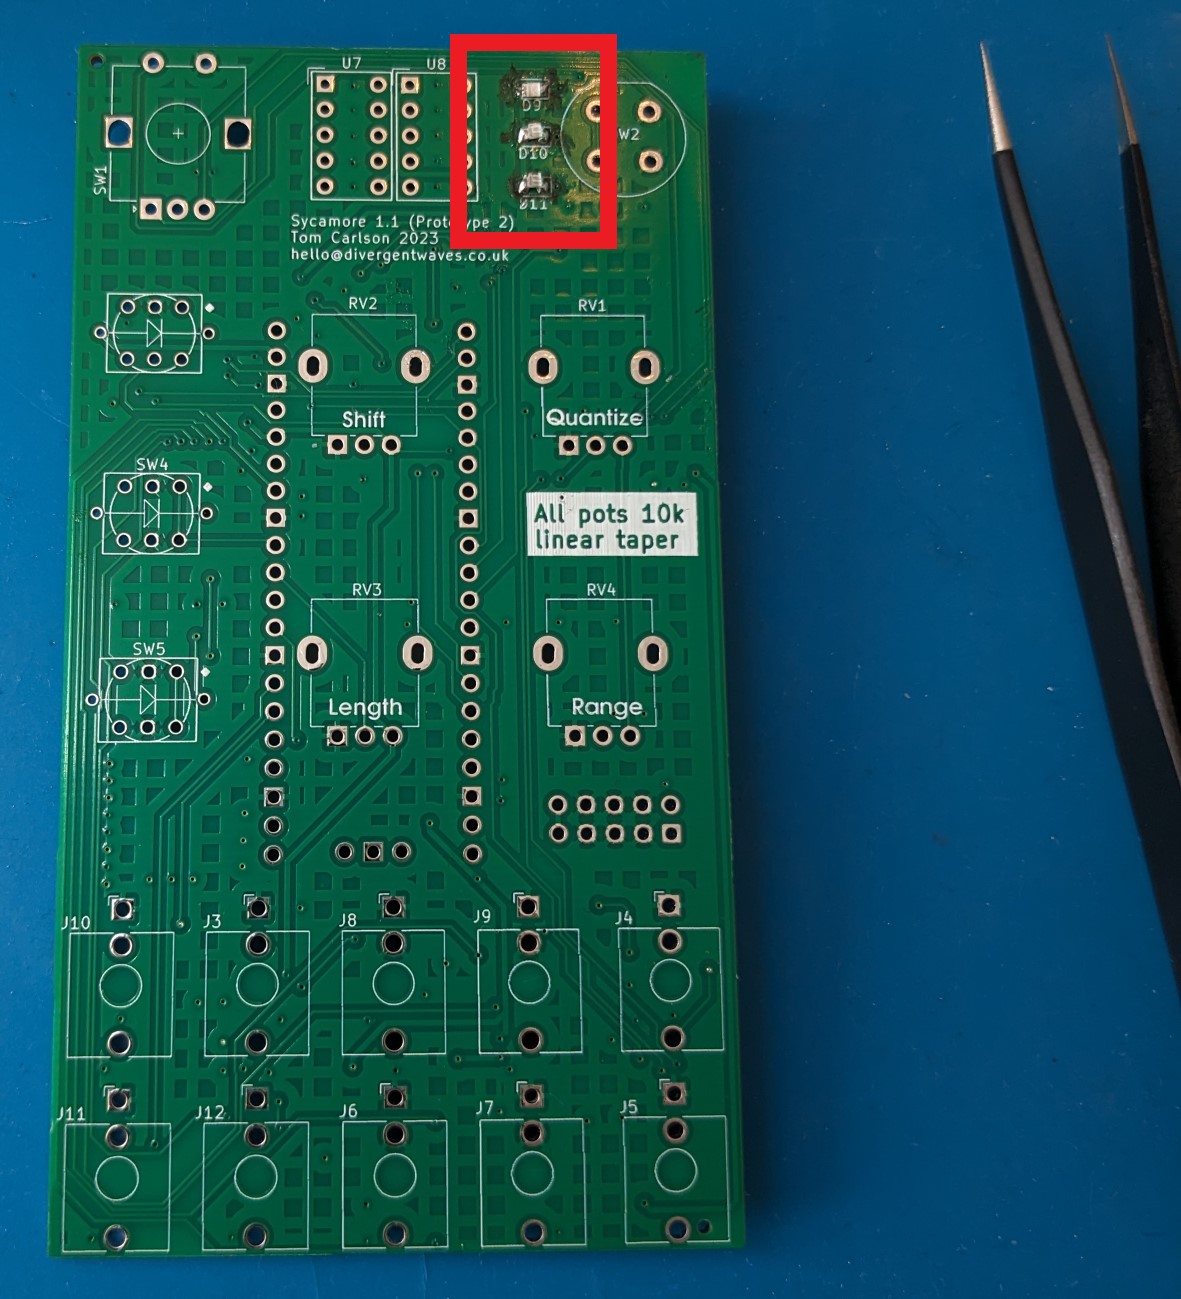 U7
U8
D9
W2
D10
D11
SW1
Sycamore 1.1 (Prototype 2)
Tom Carlson 2023
hello@divergentwaves.co.uk
RV2
RV1
Shift
Quantize
SW4
All pots 10k
linear taper
RV3
RV4
SW5
Length
Range
J10
J3
J8
J9
J4
J11
J12
J6
J7
J5